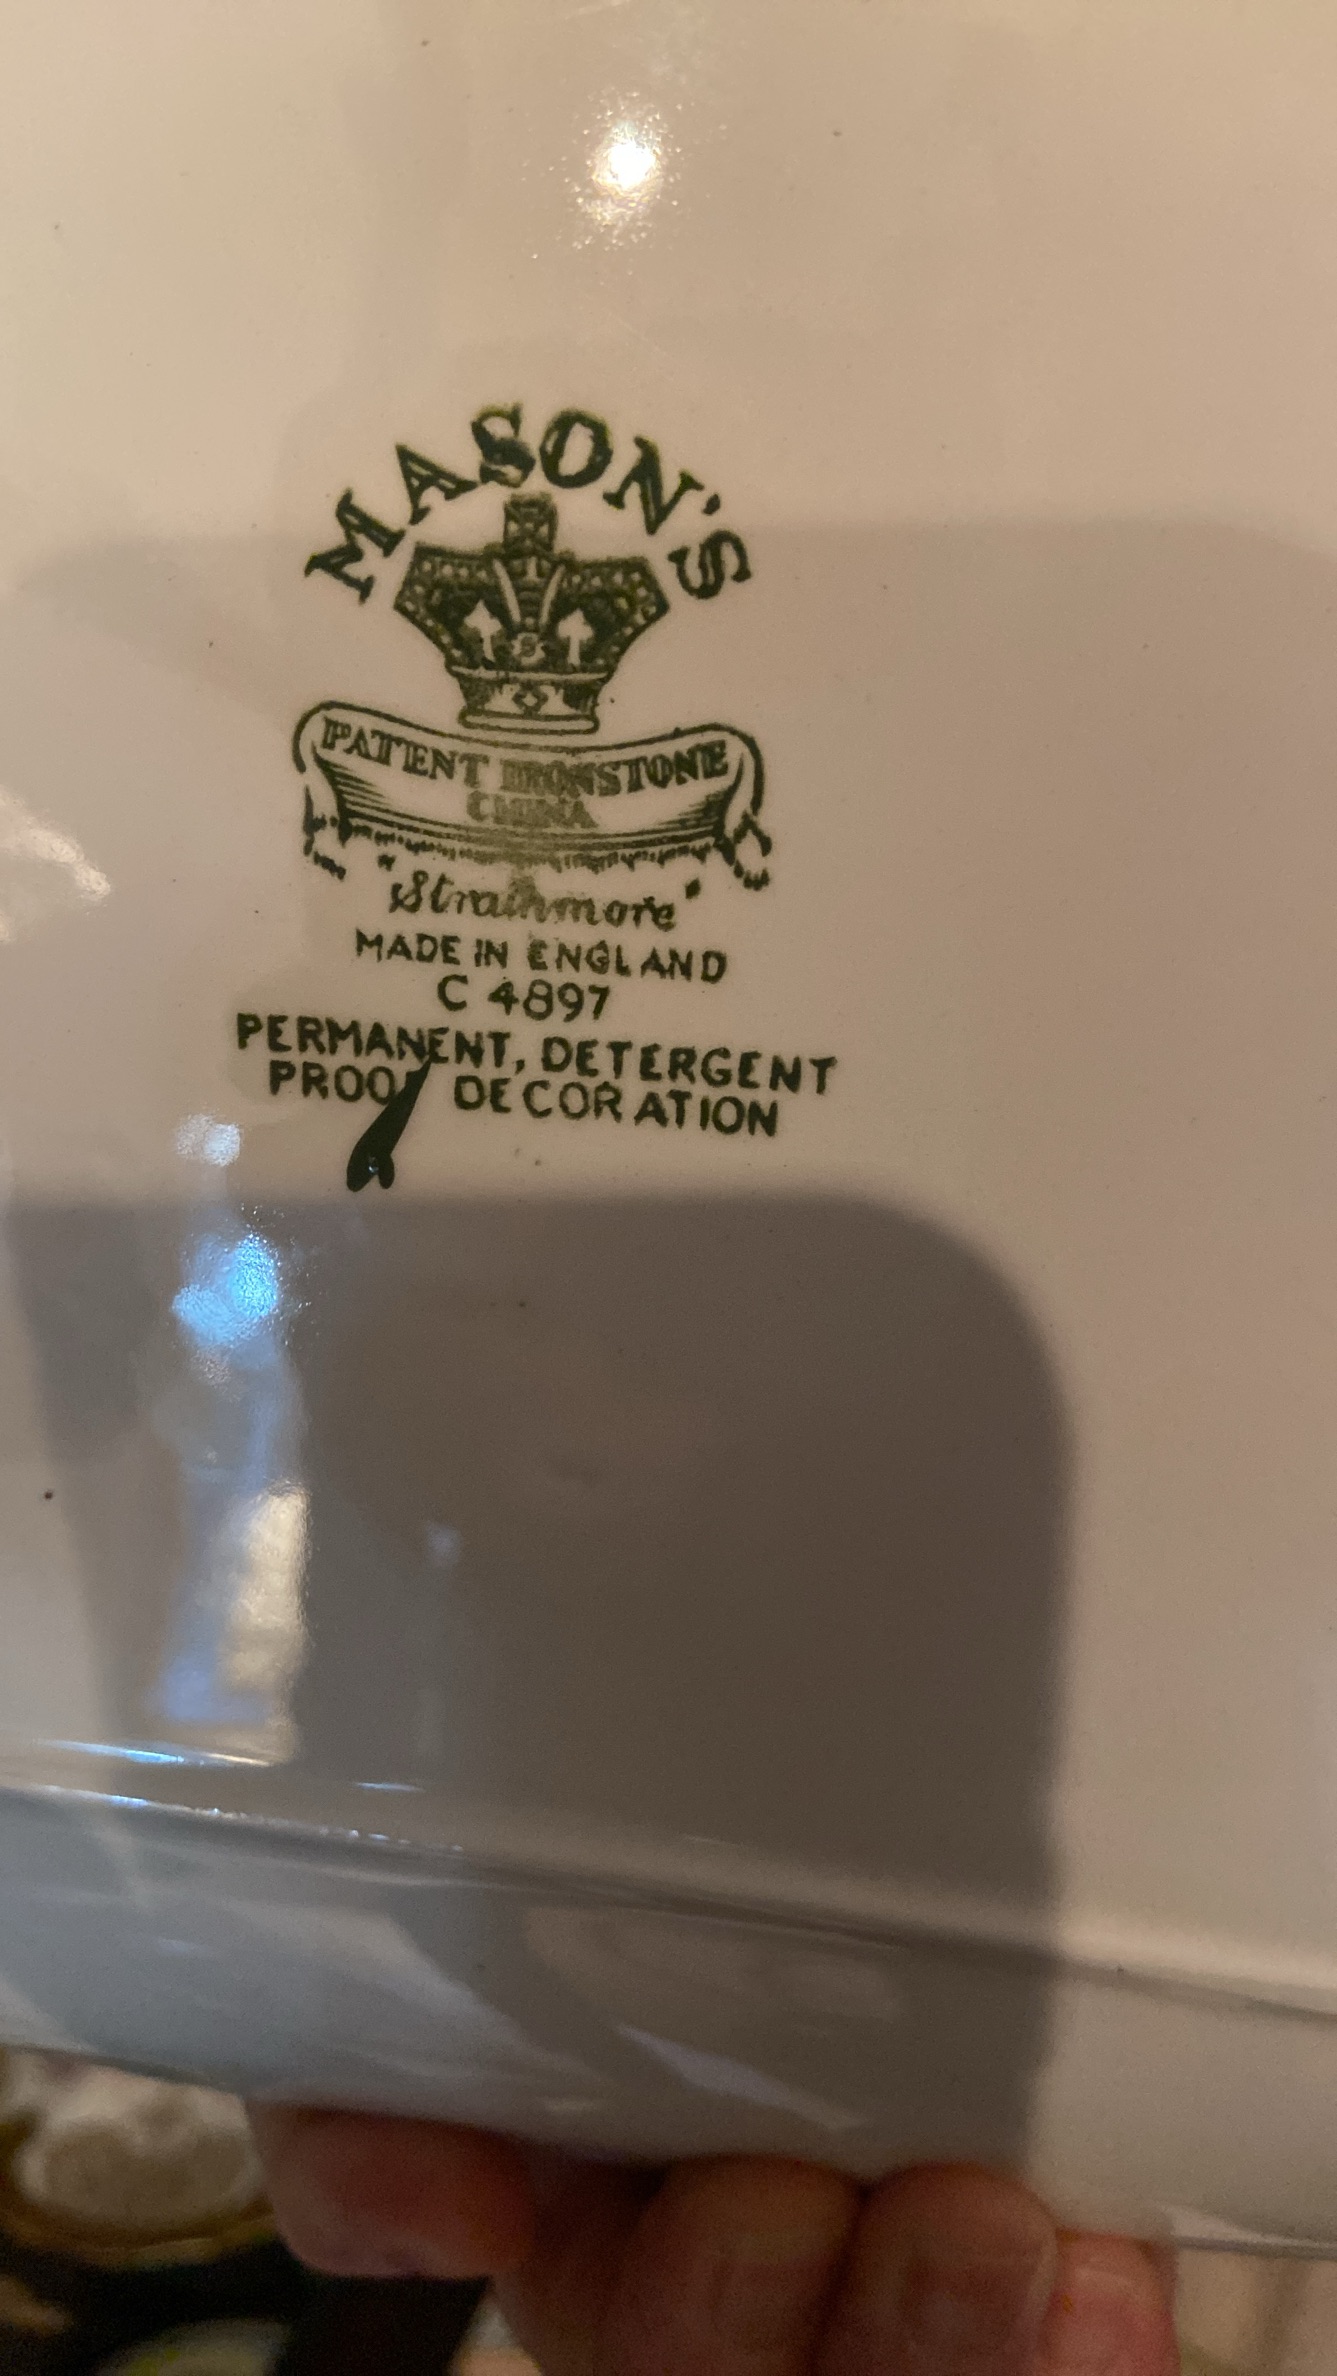 MASON'S
PATENT IRONSTONE
CHINA
"Strathmore"
MADE IN ENGLAND
C 4897
PERMANENT, DETERGENT
PROOF DECORATION